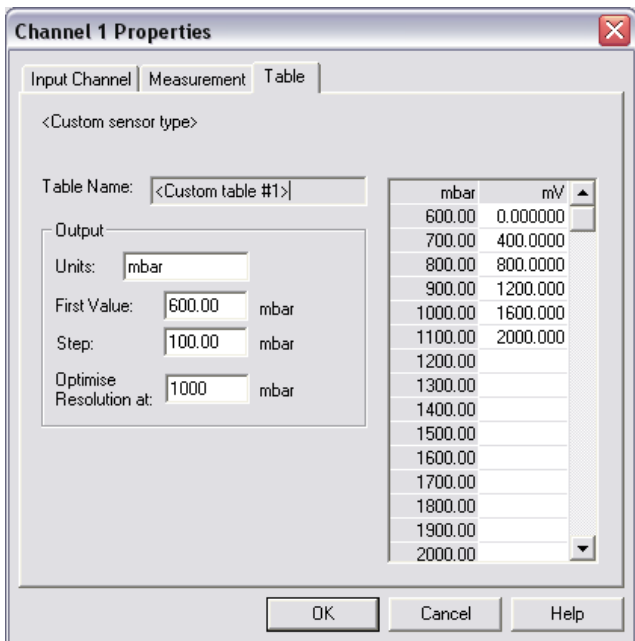 Channel 1 Properties
Input Channel Measurement Table
<Custom sensor type>
Table Name: <Custom table #1>
Output
Units: mbar
First Value: 600.00 mbar
Step: 100.00 mbar
Optimise
Resolution at: 1000 mbar
mbar mV
600.00 0.000000
700.00 400.0000
800.00 800.0000
900.00 1200.000
1000.00 1600.000
1100.00 2000.000
1200.00
1300.00
1400.00
1500.00
1600.00
1700.00
1800.00
1900.00
2000.00
OK Cancel Help